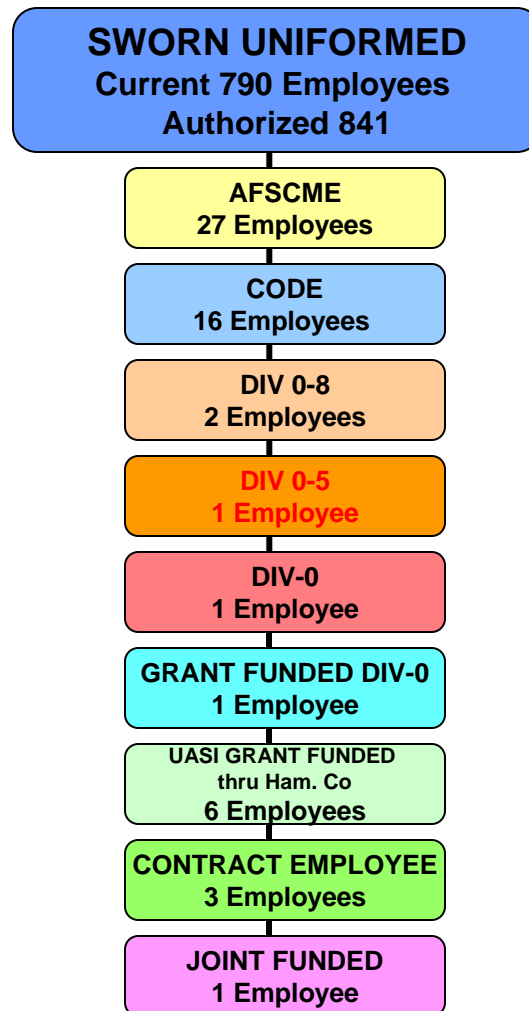 SWORN UNIFORMED
Current 790 Employees
Authorized 841
AFSCME
27 Employees
CODE
16 Employees
DIV 0-8
2 Employees
DIV 0-5
1 Employee
DIV-0
1 Employee
GRANT FUNDED DIV-0
1 Employee
UASI GRANT FUNDED
thru Ham. Co
6 Employees
CONTRACT EMPLOYEE
3 Employees
JOINT FUNDED
1 Employee